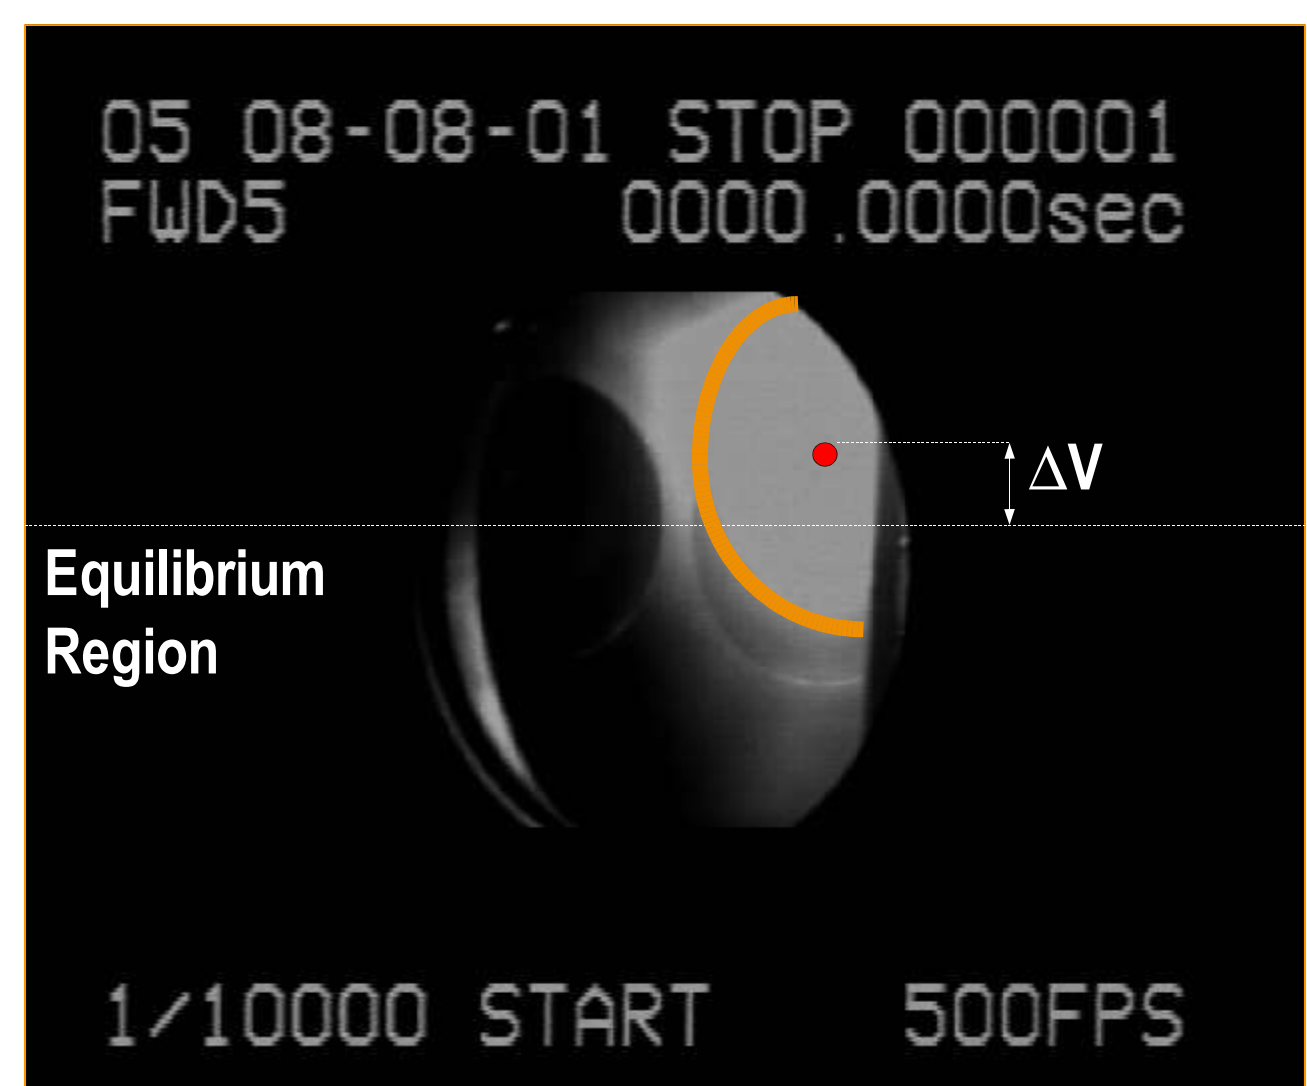 05 08-08-01 STOP 000001
FWD5 0000.0000sec
ΔV
Equilibrium
Region
1/10000 START 500FPS